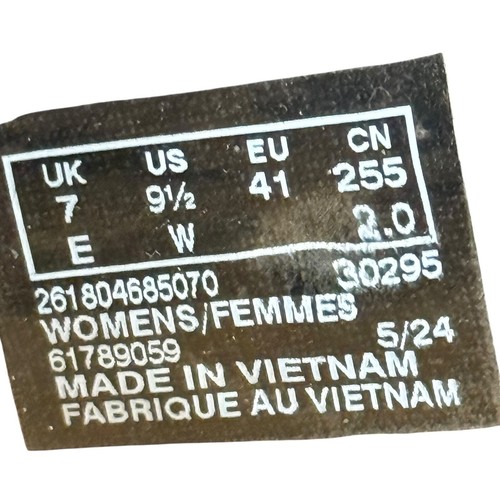 UK US EU CN
7 9½ 41 255
E W 2.0
261804685070 30295
WOMENS/FEMMES
61789059 5/24
MADE IN VIETNAM
FABRIQUE AU VIETNAM